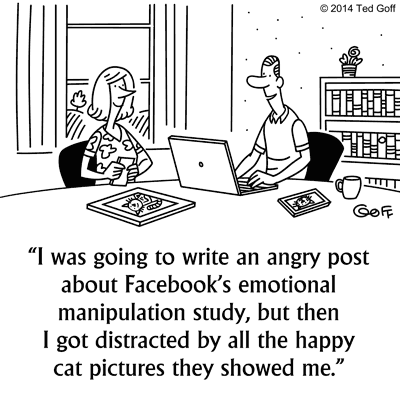 © 2014 Ted Goff
GOFF
“I was going to write an angry post
about Facebook’s emotional
manipulation study, but then
I got distracted by all the happy
cat pictures they showed me.”